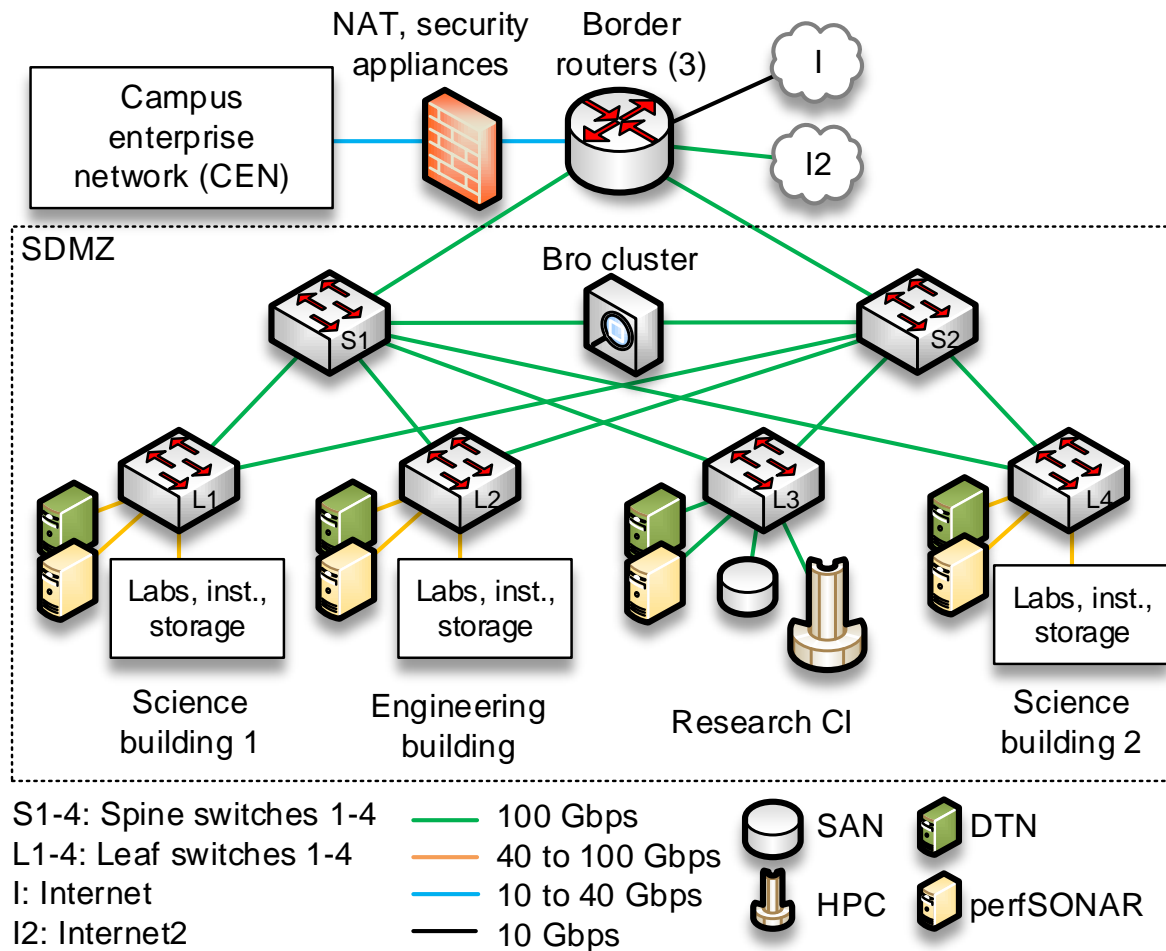 NAT, security
appliances
Border
routers (3)
I
I2
Campus
enterprise
network (CEN)
SDMZ
Bro cluster
S1
S2
L1
L2
L3
L4
Labs, inst.,
storage
Labs, inst.,
storage
Labs, inst.,
storage
Science
building 1
Engineering
building
Research CI
Science
building 2
S1-4: Spine switches 1-4
L1-4: Leaf switches 1-4
I: Internet
I2: Internet2
100 Gbps
40 to 100 Gbps
10 to 40 Gbps
10 Gbps
SAN
HPC
DTN
perfSONAR